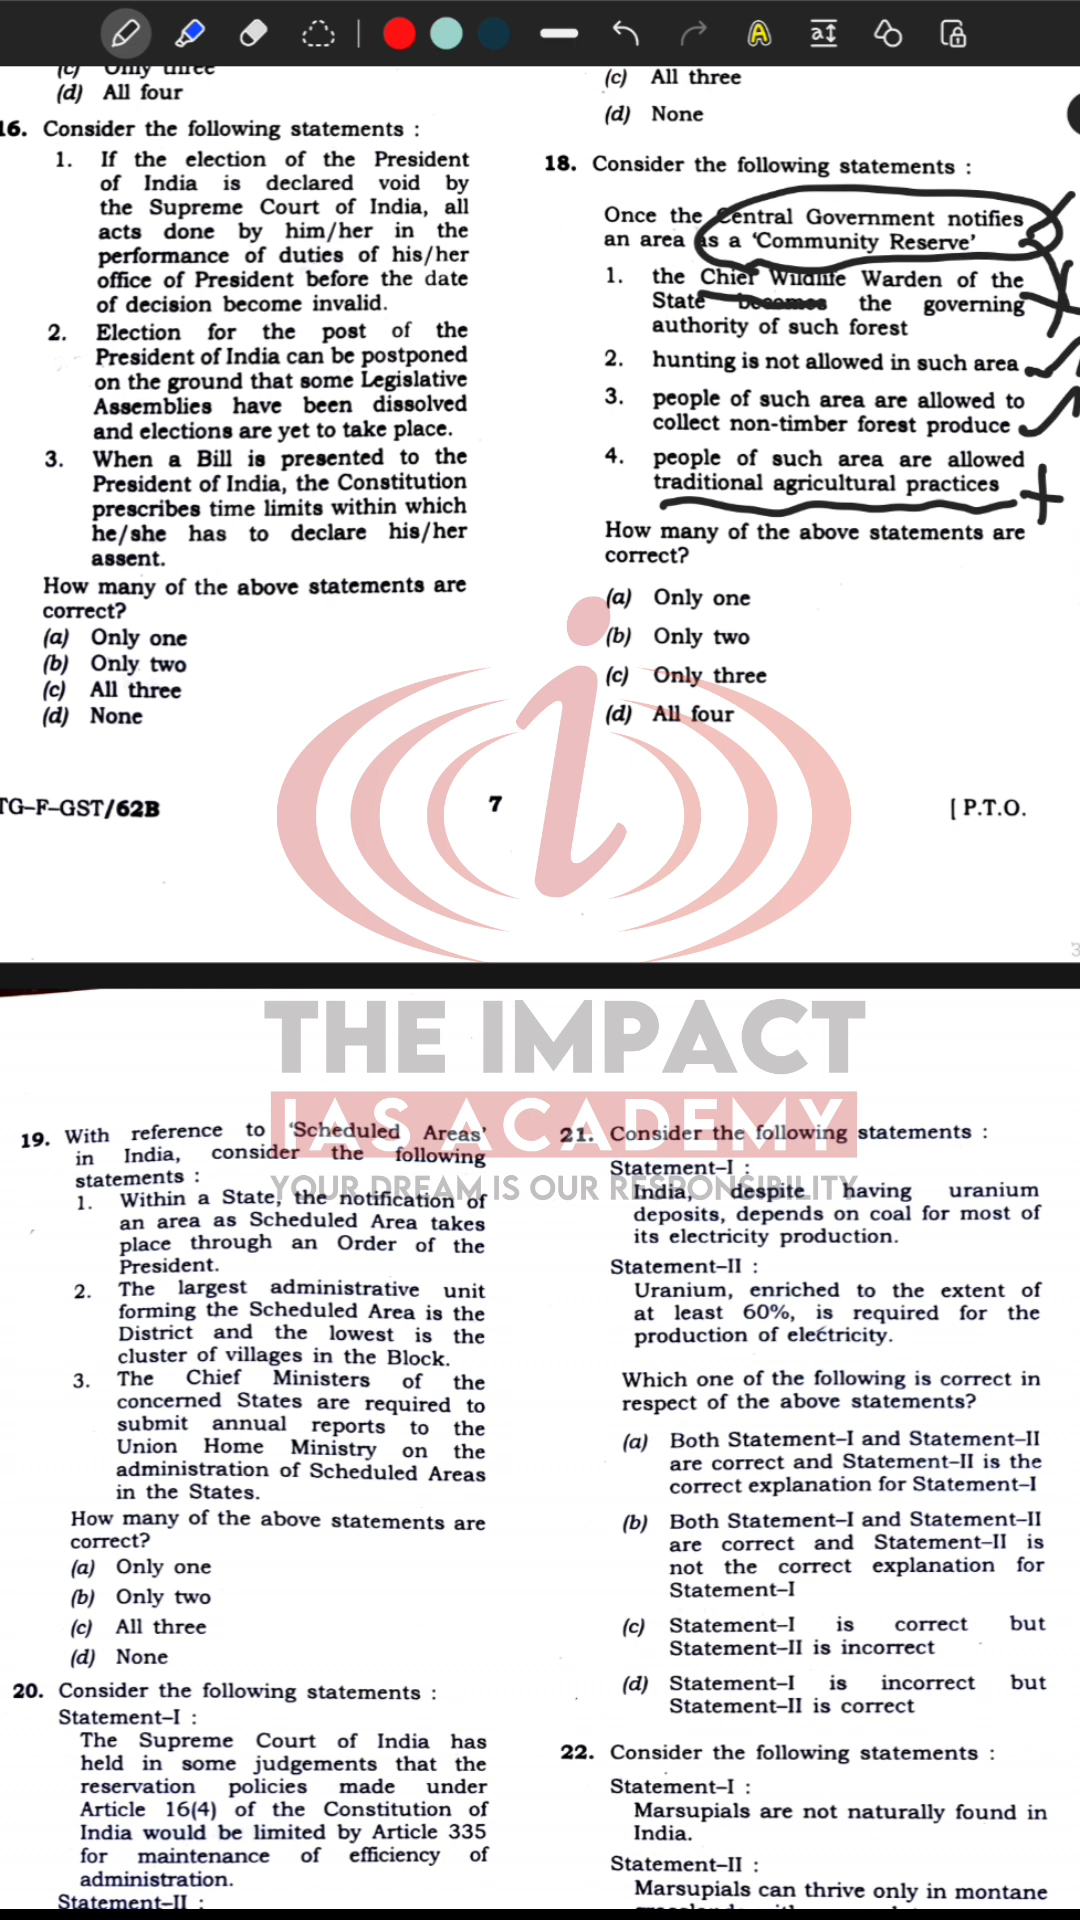 (c) Only three
(d) All four
16. Consider the following statements :
1. If the election of the President
of India is declared void by
the Supreme Court of India, all
acts done by him/her in the
performance of duties of his/her
office of President before the date
of decision become invalid.
2. Election for the post of the
President of India can be postponed
on the ground that some Legislative
Assemblies have been dissolved
and elections are yet to take place.
3. When a Bill is presented to the
President of India, the Constitution
prescribes time limits within which
he/she has to declare his/her
assent.
How many of the above statements are
correct?
(a) Only one
(b) Only two
(c) All three
(d) None
(c) All three
(d) None
18. Consider the following statements :
Once the Central Government notifies
an area as a ‘Community Reserve’
1. the Chief Wildlife Warden of the
State becomes the governing
authority of such forest
2. hunting is not allowed in such area
3. people of such area are allowed to
collect non-timber forest produce
4. people of such area are allowed
traditional agricultural practices
How many of the above statements are
correct?
(a) Only one
(b) Only two
(c) Only three
(d) All four
TG–F–GST/62B
7
[ P.T.O.
THE IMPACT
IAS ACADEMY
YOUR DREAM IS OUR RESPONSIBILITY
19. With reference to ‘Scheduled Areas’
in India, consider the following
statements :
1. Within a State, the notification of
an area as Scheduled Area takes
place through an Order of the
President.
2. The largest administrative unit
forming the Scheduled Area is the
District and the lowest is the
cluster of villages in the Block.
3. The Chief Ministers of the
concerned States are required to
submit annual reports to the
Union Home Ministry on the
administration of Scheduled Areas
in the States.
How many of the above statements are
correct?
(a) Only one
(b) Only two
(c) All three
(d) None
20. Consider the following statements :
Statement–I :
The Supreme Court of India has
held in some judgements that the
reservation policies made under
Article 16(4) of the Constitution of
India would be limited by Article 335
for maintenance of efficiency of
administration.
Statement–II :
21. Consider the following statements :
Statement–I :
India, despite having uranium
deposits, depends on coal for most of
its electricity production.
Statement–II :
Uranium, enriched to the extent of
at least 60%, is required for the
production of electricity.
Which one of the following is correct in
respect of the above statements?
(a) Both Statement–I and Statement–II
are correct and Statement–II is the
correct explanation for Statement–I
(b) Both Statement–I and Statement–II
are correct and Statement–II is
not the correct explanation for
Statement–I
(c) Statement–I is correct but
Statement–II is incorrect
(d) Statement–I is incorrect but
Statement–II is correct
22. Consider the following statements :
Statement–I :
Marsupials are not naturally found in
India.
Statement–II :
Marsupials can thrive only in montane